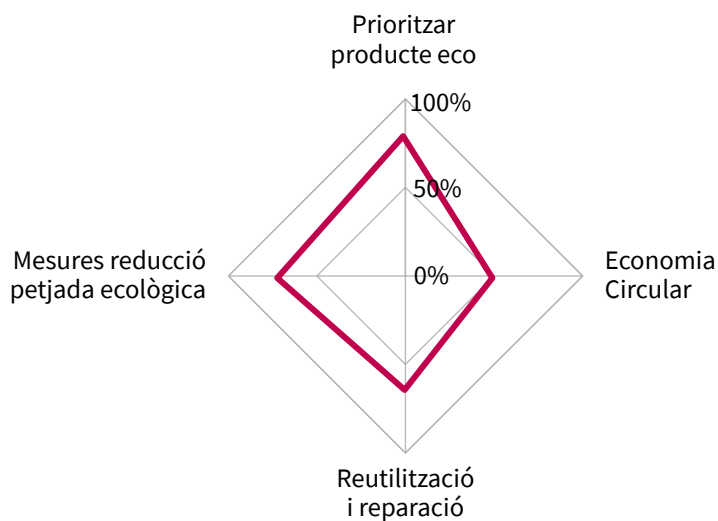 Prioritzar
producte eco
100%
50%
Mesures reducció
petjada ecològica
0%
Economia
Circular
Reutilització
i reparació